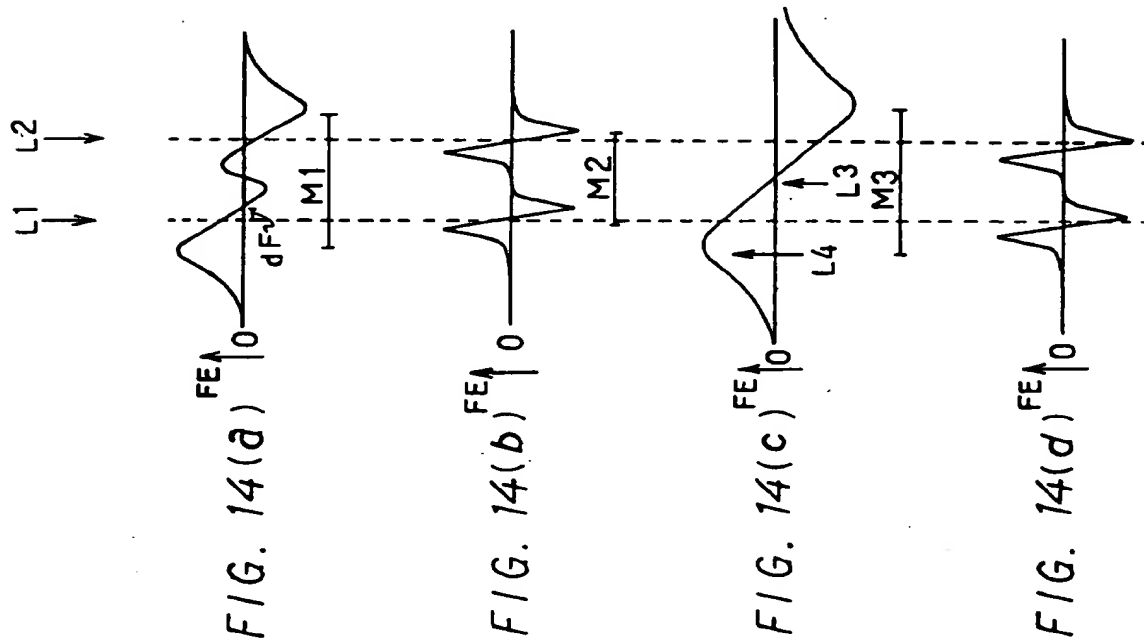 L1
L2
FIG. 14(a)
FE
0
dF
M1
FIG. 14(b)
FE
0
M2
FIG. 14(c)
FE
0
L4
L3
M3
FIG. 14(d)
FE
0